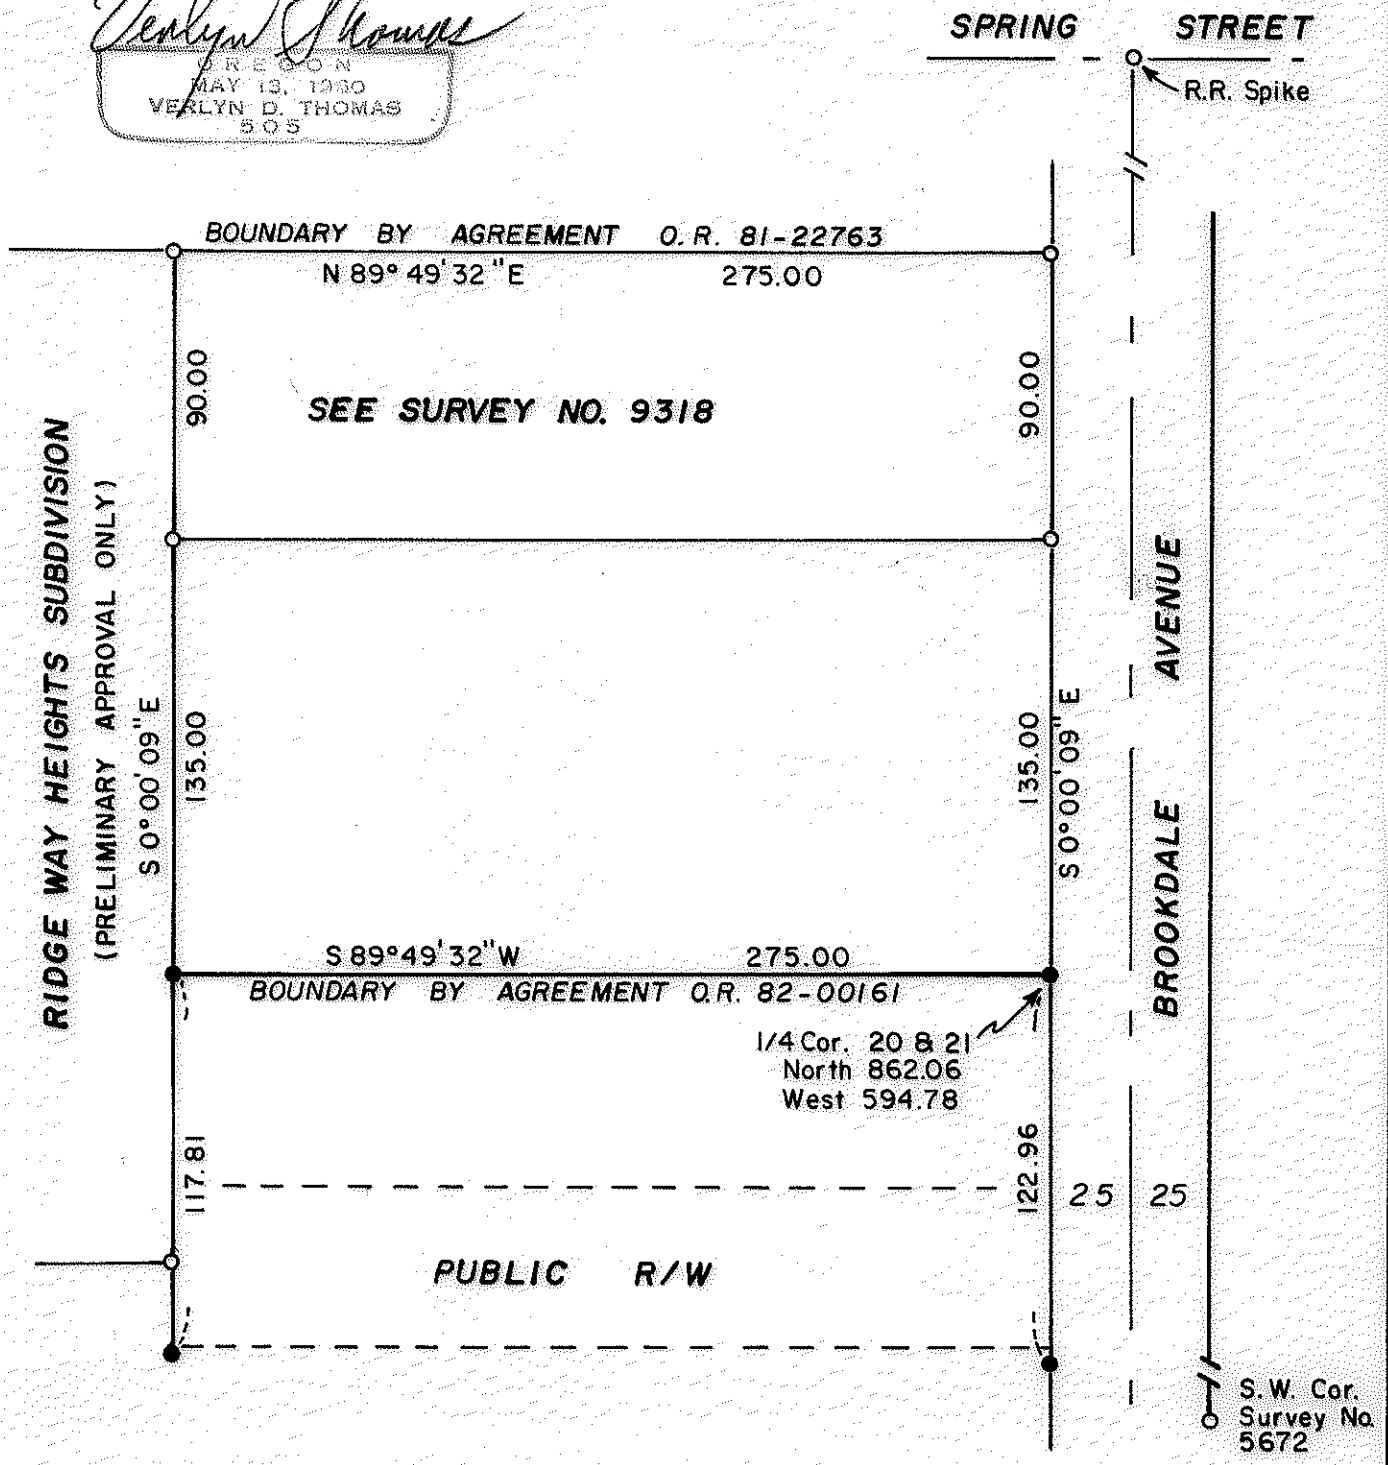 Verlyn D Thomas
OREGON
MAY 13, 1960
VERLYN D. THOMAS
505
SPRING STREET
R.R. Spike
BOUNDARY BY AGREEMENT O.R. 81-22763
N 89° 49' 32" E 275.00
90.00
90.00
SEE SURVEY NO. 9318
RIDGE WAY HEIGHTS SUBDIVISION
(PRELIMINARY APPROVAL ONLY)
S 0° 00' 09" E
135.00
135.00
S 0° 00' 09" E
BROOKDALE AVENUE
S 89° 49' 32" W 275.00
BOUNDARY BY AGREEMENT O.R. 82-00161
1/4 Cor. 20 & 21
North 862.06
West 594.78
117.81
122.96
25 25
PUBLIC R/W
S.W. Cor.
Survey No.
5672